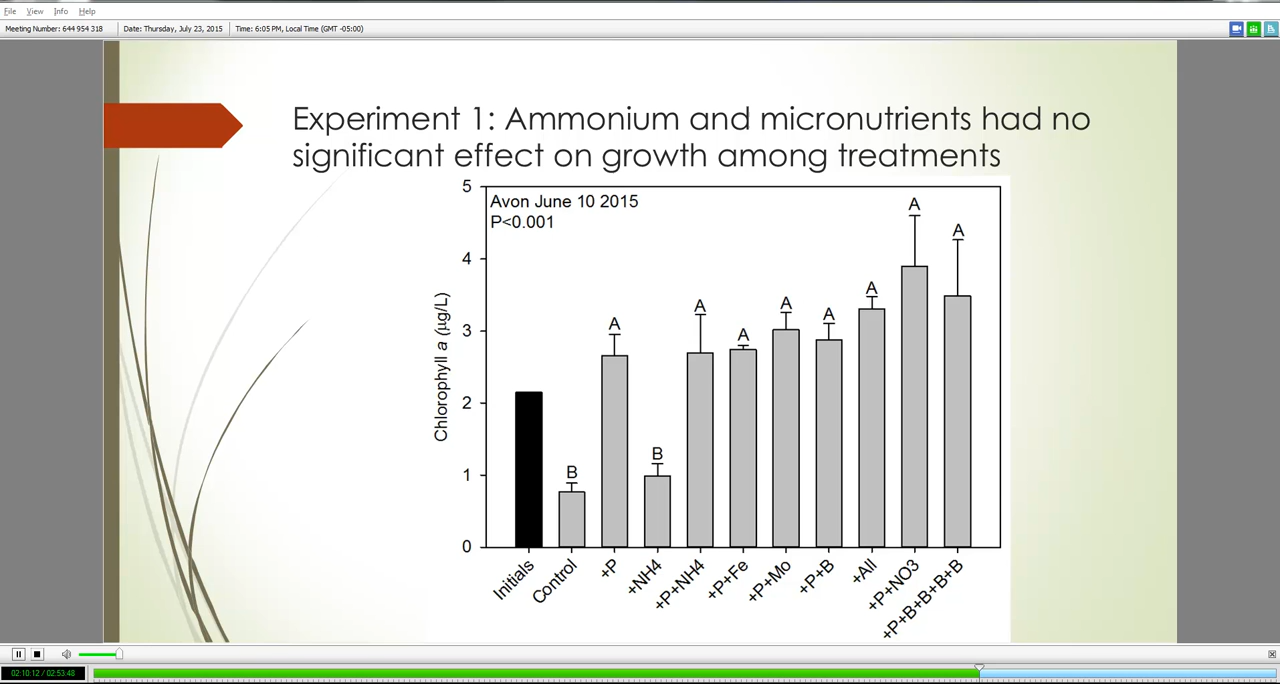 File View Info Help
Meeting Number: 644 954 318 Date: Thursday, July 23, 2015 Time: 6:05 PM, Local Time (GMT -05:00)
Experiment 1: Ammonium and micronutrients had no
significant effect on growth among treatments
Avon June 10 2015
P<0.001
Chlorophyll a (µg/L)
5
4
3
2
1
0
B
A
B
A
A
A
A
A
A
A
Initials
Control
+P
+NH4
+P+NH4
+P+Fe
+P+Mo
+P+B
+All
+P+NO3
+P+B+B+B+B
02:10:12 / 02:53:48